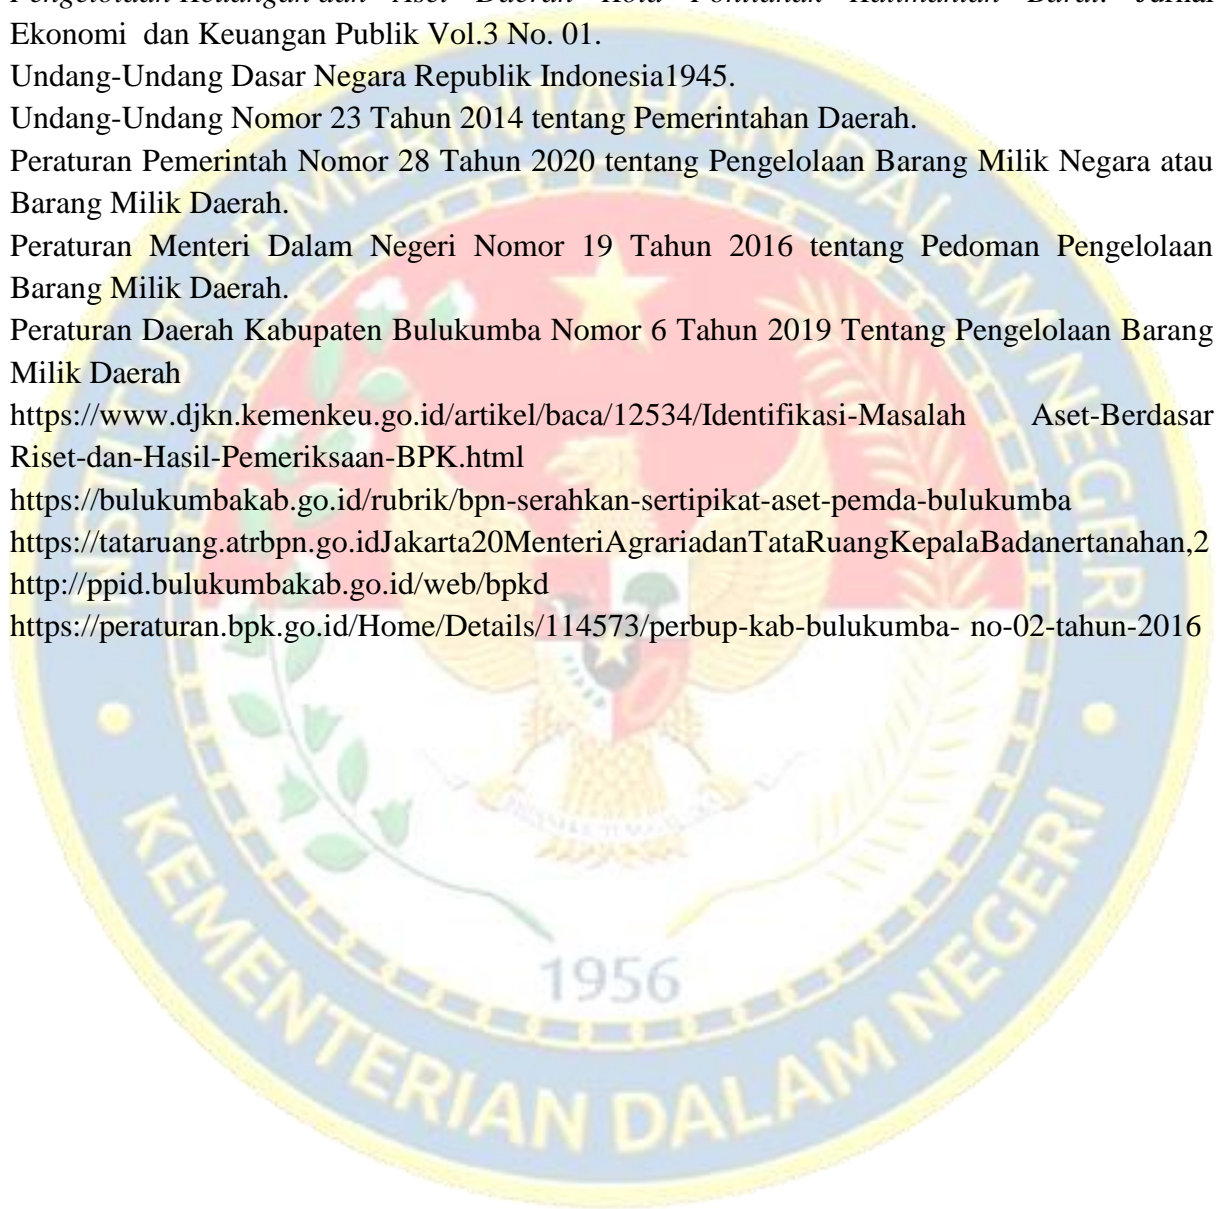 Pengelolaan Keuangan dan Aset Daerah Kota Pontianak Kalimantan Barat. Jurnal
Ekonomi dan Keuangan Publik Vol.3 No. 01.
Undang-Undang Dasar Negara Republik Indonesia1945.
Undang-Undang Nomor 23 Tahun 2014 tentang Pemerintahan Daerah.
Peraturan Pemerintah Nomor 28 Tahun 2020 tentang Pengelolaan Barang Milik Negara atau
Barang Milik Daerah.
Peraturan Menteri Dalam Negeri Nomor 19 Tahun 2016 tentang Pedoman Pengelolaan
Barang Milik Daerah.
Peraturan Daerah Kabupaten Bulukumba Nomor 6 Tahun 2019 Tentang Pengelolaan Barang
Milik Daerah
https://www.djkn.kemenkeu.go.id/artikel/baca/12534/Identifikasi-Masalah Aset-Berdasar
Riset-dan-Hasil-Pemeriksaan-BPK.html
https://bulukumbakab.go.id/rubrik/bpn-serahkan-sertipikat-aset-pemda-bulukumba
https://tataruang.atrbpn.go.idJakarta20MenteriAgrariadanTataRuangKepalaBadanertanahan,2
http://ppid.bulukumbakab.go.id/web/bpkd
https://peraturan.bpk.go.id/Home/Details/114573/perbup-kab-bulukumba- no-02-tahun-2016
INSTITUT PEMERINTAHAN DALAM NEGERI
1956
KEMENTERIAN DALAM NEGERI